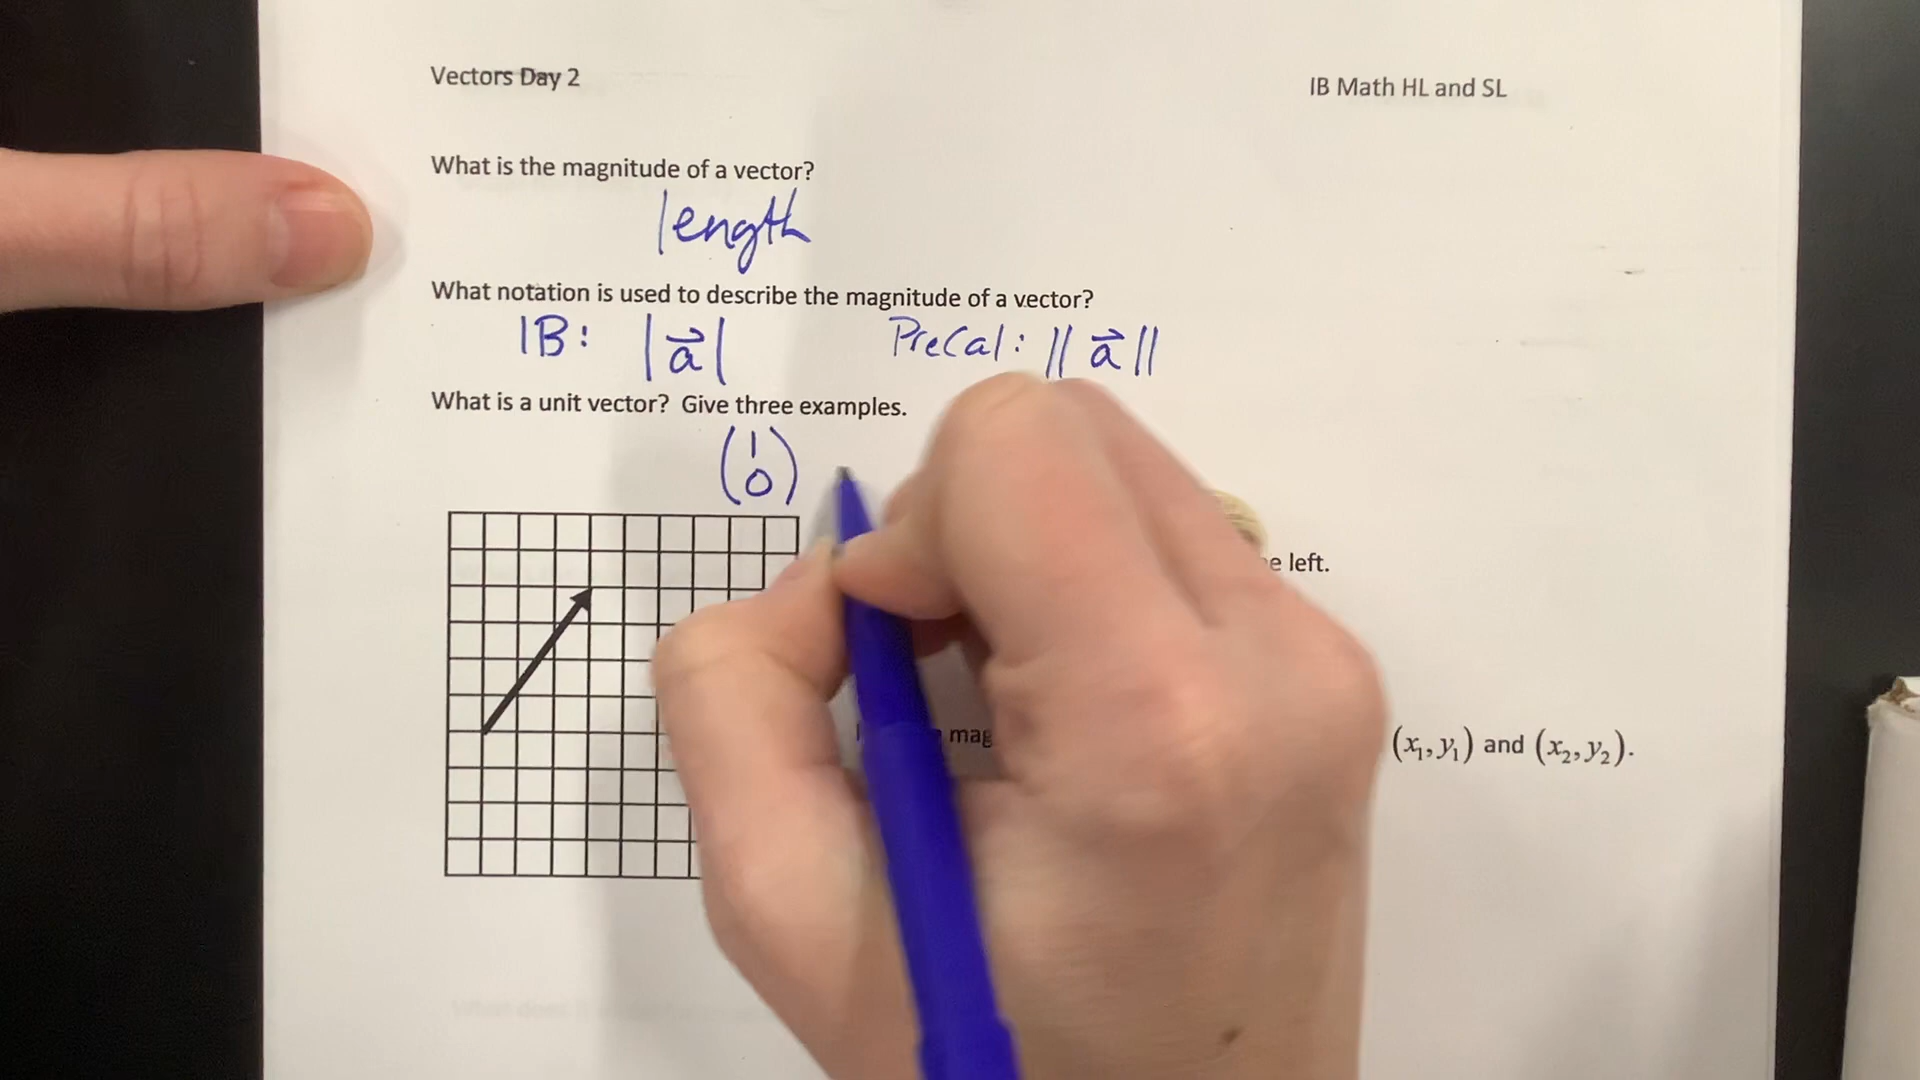 Vectors Day 2
IB Math HL and SL
What is the magnitude of a vector?
length
What notation is used to describe the magnitude of a vector?
IB: |a⃗| PreCal: ||a⃗||
What is a unit vector? Give three examples.
(1
0)
left.
(x₁, y₁) and (x₂, y₂).